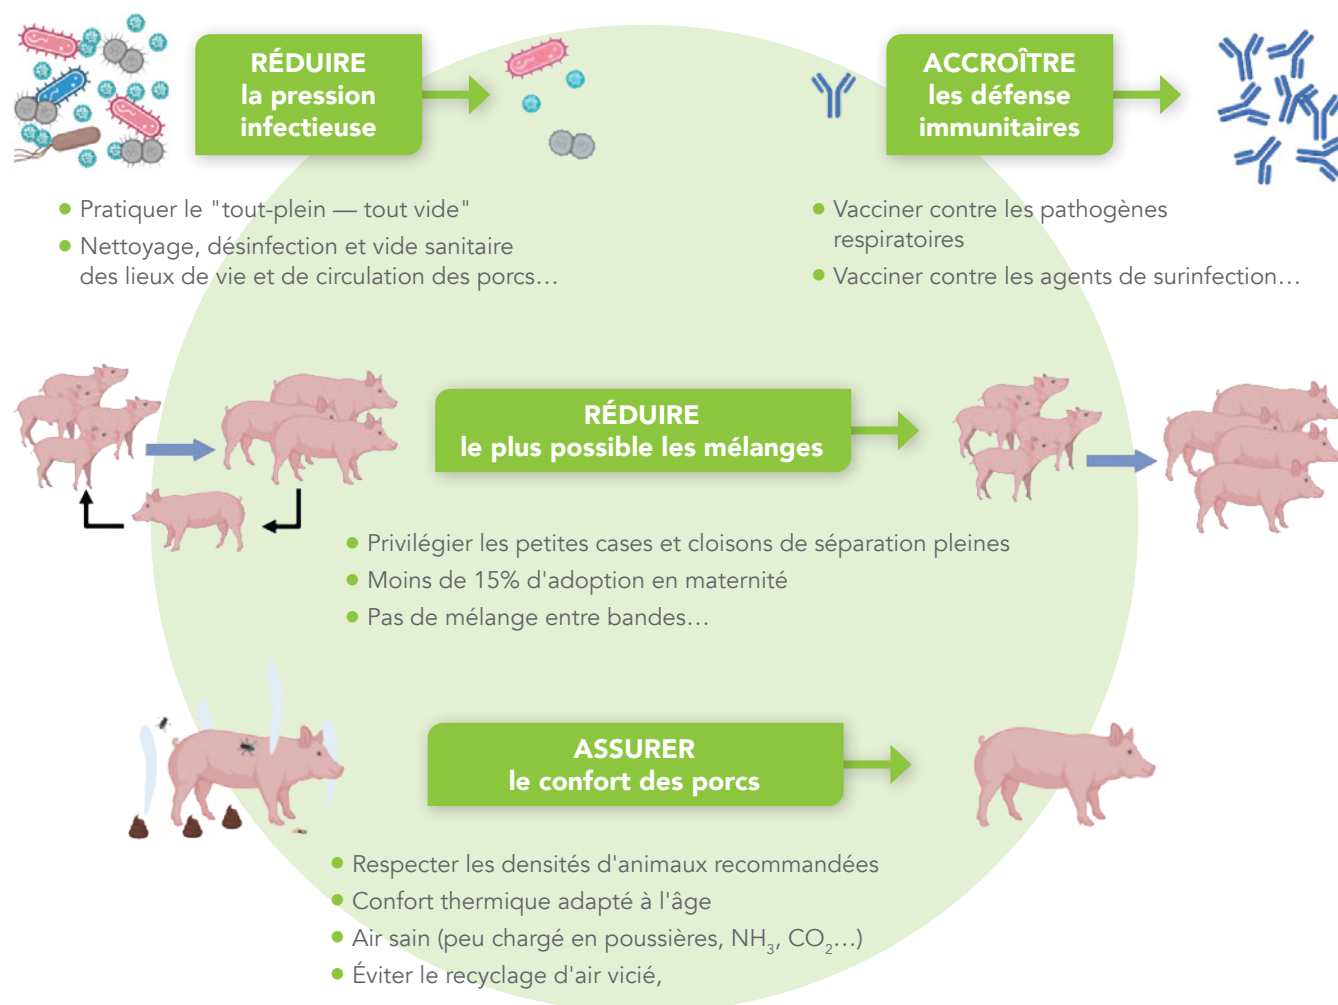 RÉDUIRE
la pression
infectieuse
ACCROÎTRE
les défense
immunitaires
• Pratiquer le "tout-plein — tout vide"
• Nettoyage, désinfection et vide sanitaire
des lieux de vie et de circulation des porcs…
• Vacciner contre les pathogènes
respiratoires
• Vacciner contre les agents de surinfection…
RÉDUIRE
le plus possible les mélanges
• Privilégier les petites cases et cloisons de séparation pleines
• Moins de 15% d'adoption en maternité
• Pas de mélange entre bandes…
ASSURER
le confort des porcs
• Respecter les densités d'animaux recommandées
• Confort thermique adapté à l'âge
• Air sain (peu chargé en poussières, NH₃, CO₂…)
• Éviter le recyclage d'air vicié,